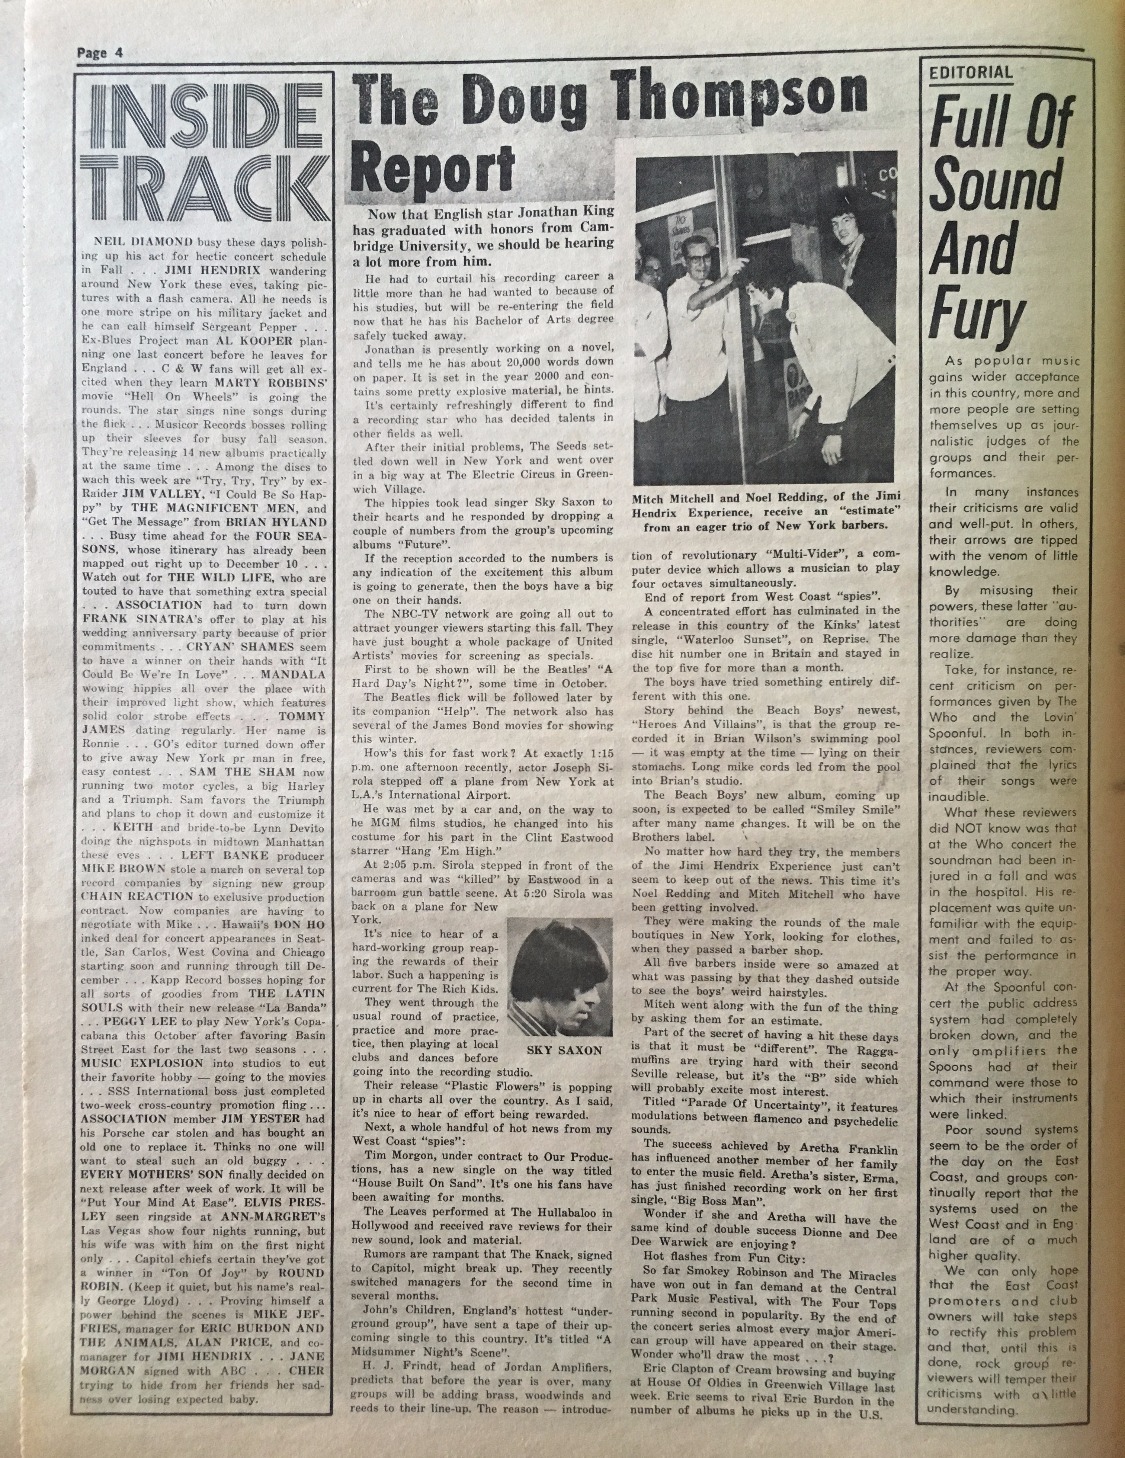 Page 4
INSIDE
TRACK
NEIL DIAMOND busy these days polish-
ing up his act for hectic concert schedule
in Fall . . . JIMI HENDRIX wandering
around New York these eves, taking pic-
tures with a flash camera. All he needs is
one more stripe on his military jacket and
he can call himself Sergeant Pepper . . .
Ex-Blues Project man AL KOOPER plan-
ning one last concert before he leaves for
England . . . C & W fans will get all ex-
cited when they learn MARTY ROBBINS'
movie "Hell On Wheels" is going the
rounds. The star sings nine songs during
the flick . . . Musicor Records bosses rolling
up their sleeves for busy fall season.
They're releasing 14 new albums practically
at the same time . . . Among the discs to
wach this week are "Try, Try, Try" by ex-
Raider JIM VALLEY, "I Could Be So Hap-
py" by THE MAGNIFICENT MEN, and
"Get The Message" from BRIAN HYLAND
. . . Busy time ahead for the FOUR SEA-
SONS, whose itinerary has already been
mapped out right up to December 10 . . .
Watch out for THE WILD LIFE, who are
touted to have that something extra special
. . . ASSOCIATION had to turn down
FRANK SINATRA's offer to play at his
wedding anniversary party because of prior
commitments . . . CRYAN' SHAMES seem
to have a winner on their hands with "It
Could Be We're In Love" . . . MANDALA
wowing hippies all over the place with
their improved light show, which features
solid color strobe effects . . . TOMMY
JAMES dating regularly. Her name is
Ronnie . . . GO's editor turned down offer
to give away New York pr man in free,
easy contest . . . SAM THE SHAM now
running two motor cycles, a big Harley
and a Triumph. Sam favors the Triumph
and plans to chop it down and customize it
. . . KEITH and bride-to-be Lynn Devito
doing the nighspots in midtown Manhattan
these eves . . . LEFT BANKE producer
MIKE BROWN stole a march on several top
record companies by signing new group
CHAIN REACTION to exclusive production
contract. Now companies are having to
negotiate with Mike . . . Hawaii's DON HO
inked deal for concert appearances in Seat-
tle, San Carlos, West Covina and Chicago
starting soon and running through till De-
cember . . . Kapp Record bosses hoping for
all sorts of goodies from THE LATIN
SOULS with their new release "La Banda"
. . . PEGGY LEE to play New York's Copa-
cabana this October after favoring Basin
Street East for the last two seasons . . .
MUSIC EXPLOSION into studios to cut
their favorite hobby — going to the movies
. . . SSS International boss just completed
two-week cross-country promotion fling . . .
ASSOCIATION member JIM YESTER had
his Porsche car stolen and has bought an
old one to replace it. Thinks no one will
want to steal such an old buggy . . .
EVERY MOTHERS' SON finally decided on
next release after week of work. It will be
"Put Your Mind At Ease". ELVIS PRES-
LEY seen ringside at ANN-MARGRET's
Las Vegas show four nights running, but
his wife was with him on the first night
only . . . Capitol chiefs certain they've got
a winner in "Ton Of Joy" by ROUND
ROBIN. (Keep it quiet, but his name's real-
ly George Lloyd) . . . Proving himself a
power behind the scenes is MIKE JEF-
FRIES, manager for ERIC BURDON AND
THE ANIMALS, ALAN PRICE, and co-
manager for JIMI HENDRIX . . . JANE
MORGAN signed with ABC . . . CHER
trying to hide from her friends her sad-
ness over losing expected baby.
The Doug Thompson
Report
Now that English star Jonathan King
has graduated with honors from Cam-
bridge University, we should be hearing
a lot more from him.
He had to curtail his recording career a
little more than he had wanted to because of
his studies, but will be re-entering the field
now that he has his Bachelor of Arts degree
safely tucked away.
Jonathan is presently working on a novel,
and tells me he has about 20,000 words down
on paper. It is set in the year 2000 and con-
tains some pretty explosive material, he hints.
It's certainly refreshingly different to find
a recording star who has decided talents in
other fields as well.
After their initial problems, The Seeds set-
tled down well in New York and went over
in a big way at The Electric Circus in Green-
wich Village.
The hippies took lead singer Sky Saxon to
their hearts and he responded by dropping a
couple of numbers from the group's upcoming
albums "Future".
If the reception accorded to the numbers is
any indication of the excitement this album
is going to generate, then the boys have a big
one on their hands.
The NBC-TV network are going all out to
attract younger viewers starting this fall. They
have just bought a whole package of United
Artists' movies for screening as specials.
First to be shown will be the Beatles' "A
Hard Day's Night?", some time in October.
The Beatles flick will be followed later by
its companion "Help". The network also has
several of the James Bond movies for showing
this winter.
How's this for fast work? At exactly 1:15
p.m. one afternoon recently, actor Joseph Si-
rola stepped off a plane from New York at
L.A.'s International Airport.
He was met by a car and, on the way to
he MGM films studios, he changed into his
costume for his part in the Clint Eastwood
starrer "Hang 'Em High."
At 2:05 p.m. Sirola stepped in front of the
cameras and was "killed" by Eastwood in a
barroom gun battle scene. At 5:20 Sirola was
back on a plane for New
York.
It's nice to hear of a
hard-working group reap-
ing the rewards of their
labor. Such a happening is
current for The Rich Kids.
They went through the
usual round of practice,
practice and more prac-
tice, then playing at local
clubs and dances before
going into the recording studio.
SKY SAXON
Their release "Plastic Flowers" is popping
up in charts all over the country. As I said,
it's nice to hear of effort being rewarded.
Next, a whole handful of hot news from my
West Coast "spies":
Tim Morgon, under contract to Our Produc-
tions, has a new single on the way titled
"House Built On Sand". It's one his fans have
been awaiting for months.
The Leaves performed at The Hullabaloo in
Hollywood and received rave reviews for their
new sound, look and material.
Rumors are rampant that The Knack, signed
to Capitol, might break up. They recently
switched managers for the second time in
several months.
John's Children, England's hottest "under-
ground group", have sent a tape of their up-
coming single to this country. It's titled "A
Midsummer Night's Scene".
H. J. Frindt, head of Jordan Amplifiers,
predicts that before the year is over, many
groups will be adding brass, woodwinds and
reeds to their line-up. The reason — introduc-
CO
Mitch Mitchell and Noel Redding, of the Jimi
Hendrix Experience, receive an "estimate"
from an eager trio of New York barbers.
tion of revolutionary "Multi-Vider", a com-
puter device which allows a musician to play
four octaves simultaneously.
End of report from West Coast "spies".
A concentrated effort has culminated in the
release in this country of the Kinks' latest
single, "Waterloo Sunset", on Reprise. The
disc hit number one in Britain and stayed in
the top five for more than a month.
The boys have tried something entirely dif-
ferent with this one.
Story behind the Beach Boys' newest,
"Heroes And Villains", is that the group re-
corded it in Brian Wilson's swimming pool
— it was empty at the time — lying on their
stomachs. Long mike cords led from the pool
into Brian's studio.
The Beach Boys' new album, coming up
soon, is expected to be called "Smiley Smile"
after many name changes. It will be on the
Brothers label.
No matter how hard they try, the members
of the Jimi Hendrix Experience just can't
seem to keep out of the news. This time it's
Noel Redding and Mitch Mitchell who have
been getting involved.
They were making the rounds of the male
boutiques in New York, looking for clothes,
when they passed a barber shop.
All five barbers inside were so amazed at
what was passing by that they dashed outside
to see the boys' weird hairstyles.
Mitch went along with the fun of the thing
by asking them for an estimate.
Part of the secret of having a hit these days
is that it must be "different". The Ragga-
muffins are trying hard with their second
Seville release, but it's the "B" side which
will probably excite most interest.
Titled "Parade Of Uncertainty", it features
modulations between flamenco and psychedelic
sounds.
The success achieved by Aretha Franklin
has influenced another member of her family
to enter the music field. Aretha's sister, Erma,
has just finished recording work on her first
single, "Big Boss Man".
Wonder if she and Aretha will have the
same kind of double success Dionne and Dee
Dee Warwick are enjoying?
Hot flashes from Fun City:
So far Smokey Robinson and The Miracles
have won out in fan demand at the Central
Park Music Festival, with The Four Tops
running second in popularity. By the end of
the concert series almost every major Ameri-
can group will have appeared on their stage.
Wonder who'll draw the most . . .?
Eric Clapton of Cream browsing and buying
at House Of Oldies in Greenwich Village last
week. Eric seems to rival Eric Burdon in the
number of albums he picks up in the U.S.
EDITORIAL
Full Of
Sound
And
Fury
As popular music
gains wider acceptance
in this country, more and
more people are setting
themselves up as jour-
nalistic judges of the
groups and their per-
formances.
In many instances
their criticisms are valid
and well-put. In others,
their arrows are tipped
with the venom of little
knowledge.
By misusing their
powers, these latter "au-
thorities" are doing
more damage than they
realize.
Take, for instance, re-
cent criticism on per-
formances given by The
Who and the Lovin'
Spoonful. In both in-
stances, reviewers com-
plained that the lyrics
of their songs were
inaudible.
What these reviewers
did NOT know was that
at the Who concert the
soundman had been in-
jured in a fall and was
in the hospital. His re-
placement was quite un-
familiar with the equip-
ment and failed to as-
sist the performance in
the proper way.
At the Spoonful con-
cert the public address
system had completely
broken down, and the
only amplifiers the
Spoons had at their
command were those to
which their instruments
were linked.
Poor sound systems
seem to be the order of
the day on the East
Coast, and groups con-
tinually report that the
systems used on the
West Coast and in Eng-
land are of a much
higher quality.
We can only hope
that the East Coast
promoters and club
owners will take steps
to rectify this problem
and that, until this is
done, rock group re-
viewers will temper their
criticisms with a little
understanding.